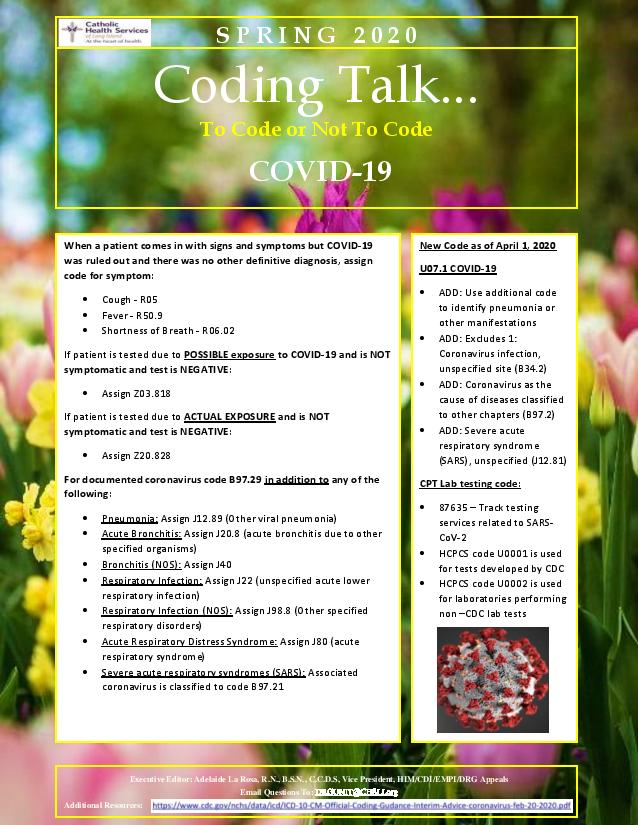 Catholic
Health Services
of Long Island
At the heart of health
SPRING 2020
Coding Talk...
To Code or Not To Code
COVID-19
When a patient comes in with signs and symptoms but COVID-19
was ruled out and there was no other definitive diagnosis, assign
code for symptom:
• Cough - R05
• Fever - R50.9
• Shortness of Breath - R06.02
If patient is tested due to POSSIBLE exposure to COVID-19 and is NOT
symptomatic and test is NEGATIVE:
• Assign Z03.818
If patient is tested due to ACTUAL EXPOSURE and is NOT
symptomatic and test is NEGATIVE:
• Assign Z20.828
For documented coronavirus code B97.29 in addition to any of the
following:
• Pneumonia: Assign J12.89 (Other viral pneumonia)
• Acute Bronchitis: Assign J20.8 (acute bronchitis due to other
specified organisms)
• Bronchitis (NOS): Assign J40
• Respiratory Infection: Assign J22 (unspecified acute lower
respiratory infection)
• Respiratory Infection (NOS): Assign J98.8 (Other specified
respiratory disorders)
• Acute Respiratory Distress Syndrome: Assign J80 (acute
respiratory syndrome)
• Severe acute respiratory syndromes (SARS): Associated
coronavirus is classified to code B97.21
New Code as of April 1, 2020
U07.1 COVID-19
• ADD: Use additional code
to identify pneumonia or
other manifestations
• ADD: Excludes 1:
Coronavirus infection,
unspecified site (B34.2)
• ADD: Coronavirus as the
cause of diseases classified
to other chapters (B97.2)
• ADD: Severe acute
respiratory syndrome
(SARS), unspecified (J12.81)
CPT Lab testing code:
• 87635 – Track testing
services related to SARS-
CoV-2
• HCPCS code U0001 is used
for tests developed by CDC
• HCPCS code U0002 is used
for laboratories performing
non –CDC lab tests
Executive Editor: Adelaide La Rosa, R.N., B.S.N., C.C.D.S, Vice President, HIM/CDI/EMPI/DRG Appeals
Email Questions To:
Additional Resources: https://www.cdc.gov/nchs/data/icd/ICD-10-CM-Official-Coding-Gudance-Interim-Advice-coronavirus-feb-20-2020.pdf